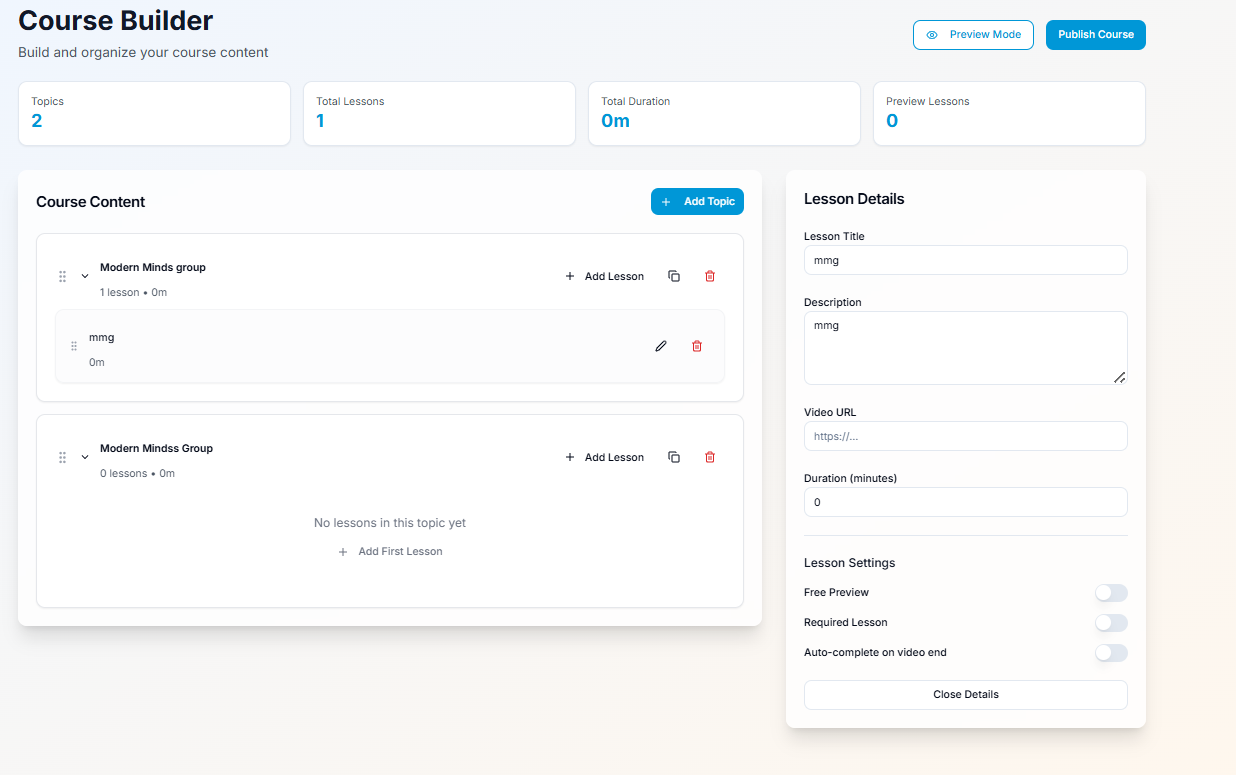 Course Builder
Build and organize your course content
Preview Mode
Publish Course
Topics
2
Total Lessons
1
Total Duration
0m
Preview Lessons
0
Course Content
Add Topic
Modern Minds group
1 lesson • 0m
Add Lesson
mmg
0m
Modern Mindss Group
0 lessons • 0m
Add Lesson
No lessons in this topic yet
Add First Lesson
Lesson Details
Lesson Title
mmg
Description
mmg
Video URL
https://...
Duration (minutes)
0
Lesson Settings
Free Preview
Required Lesson
Auto-complete on video end
Close Details